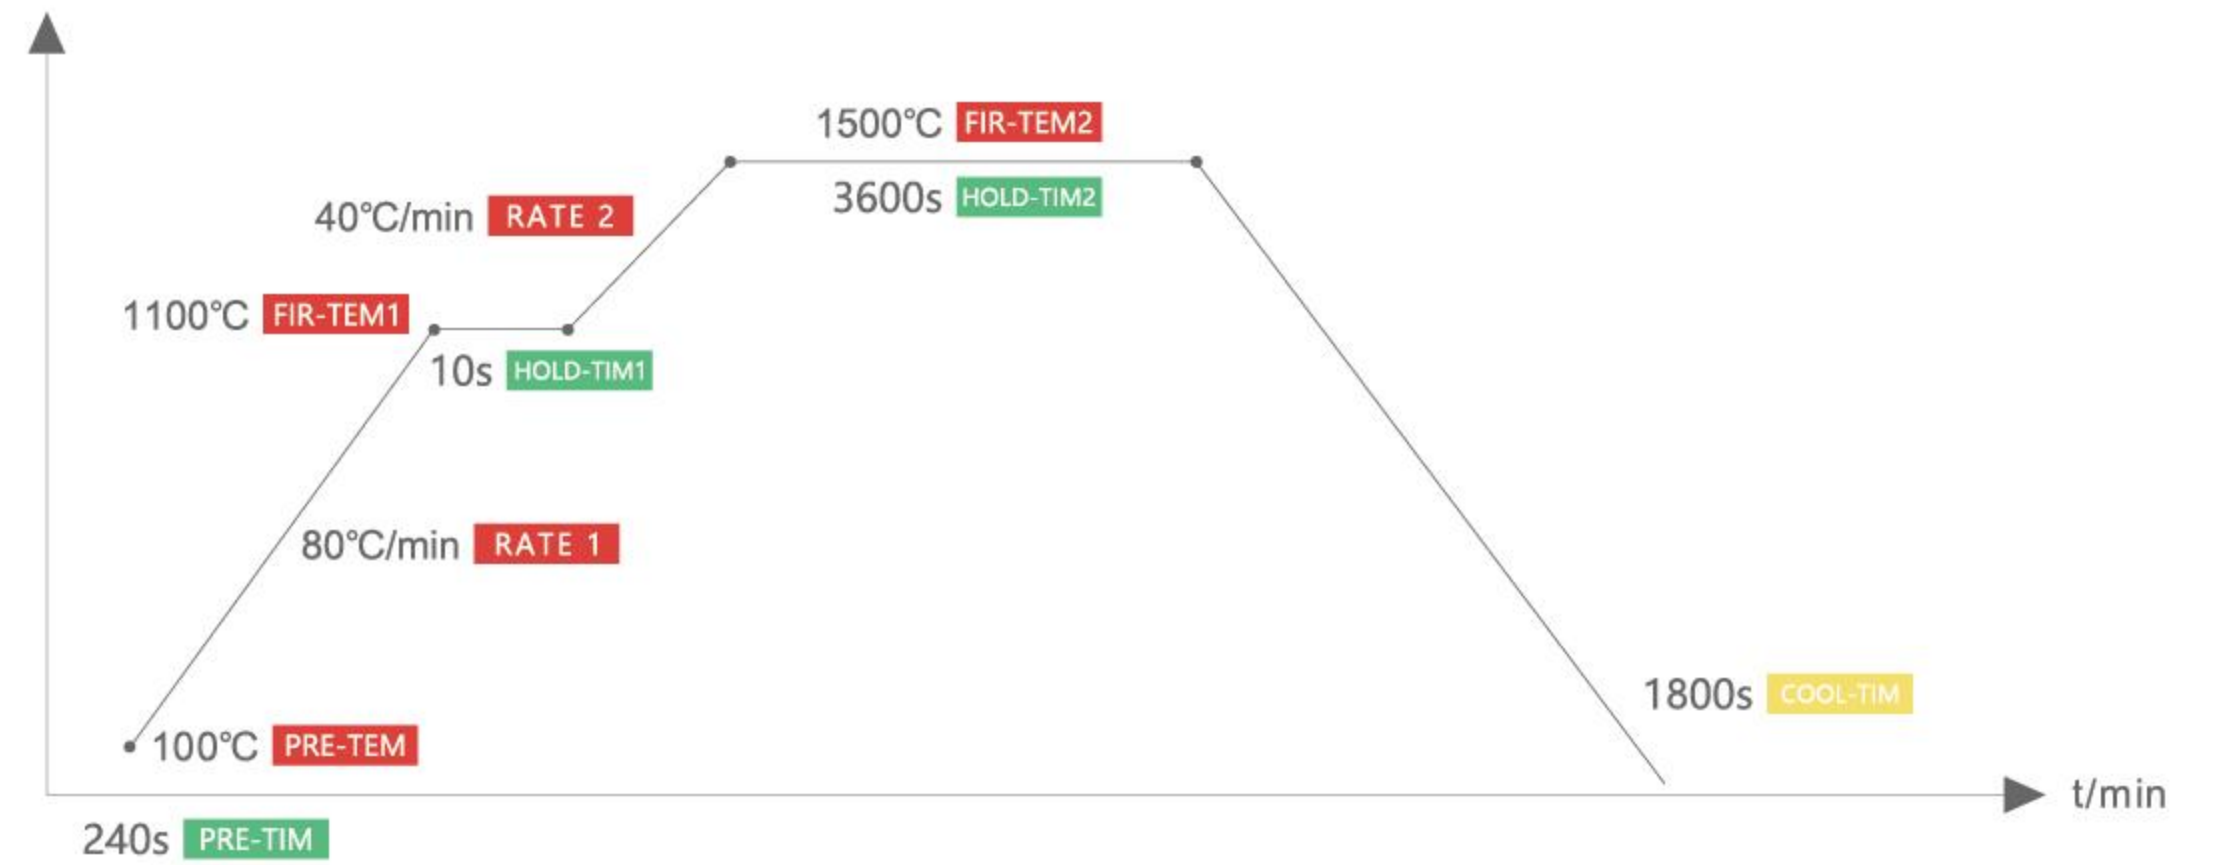 1500℃ FIR-TEM2
3600s HOLD-TIM2
40℃/min RATE 2
1100℃ FIR-TEM1
10s HOLD-TIM1
80℃/min RATE 1
1800s COOL-TIM
100℃ PRE-TEM
t/min
240s PRE-TIM